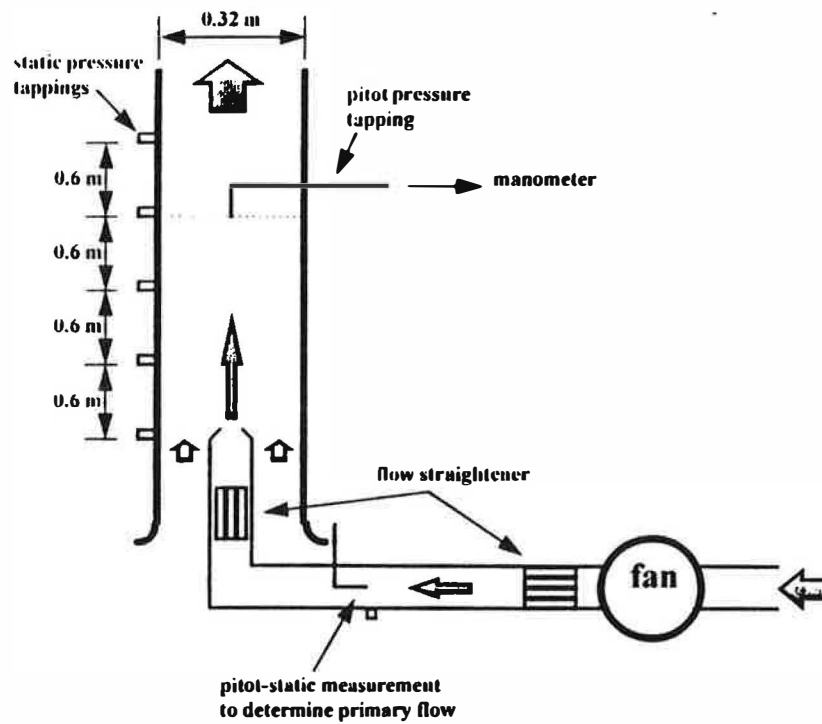 0.32 m
static pressure
tappings
pitot pressure
tapping
manometer
0.6 m
0.6 m
0.6 m
0.6 m
flow straightener
fan
pitot-static measurement
to determine primary flow